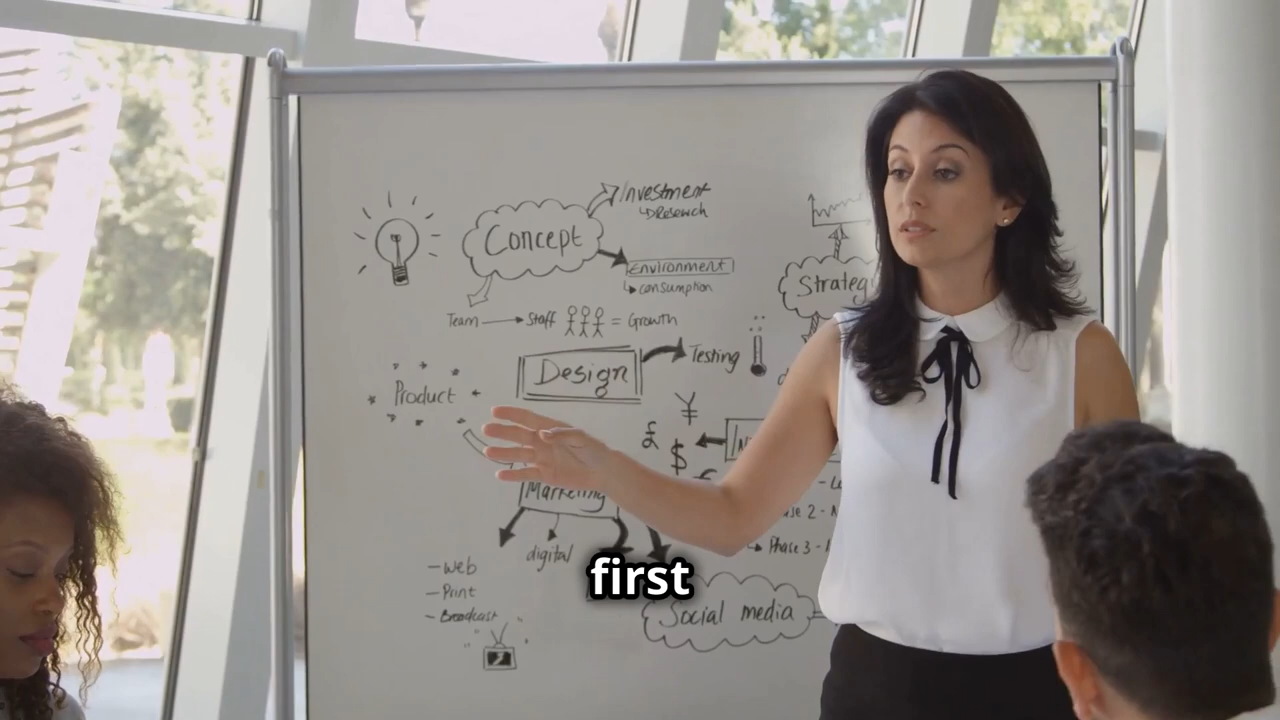 Investment
Research
Concept
Environment
consumption
Strateg
Team → Staff = Growth
Testing
Design
Product
¥
£
$
Marketing
Phase 3 -
digital
- Web
- Print
- Broadcast
first
Social media =